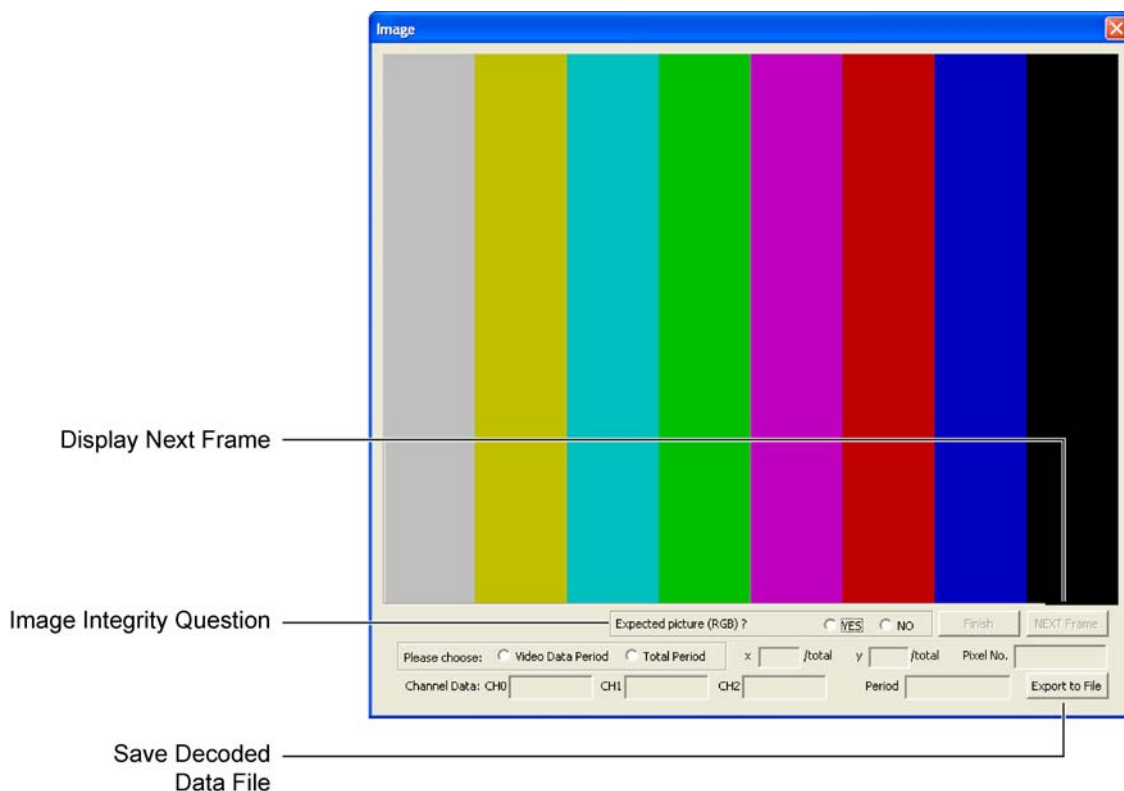 Image
Display Next Frame
Image Integrity Question
Expected picture (RGB) ? YES NO Finish NEXT Frame
Please choose: Video Data Period Total Period x /total y /total Pixel No.
Channel Data: CH0 CH1 CH2 Period Export to File
Save Decoded
Data File